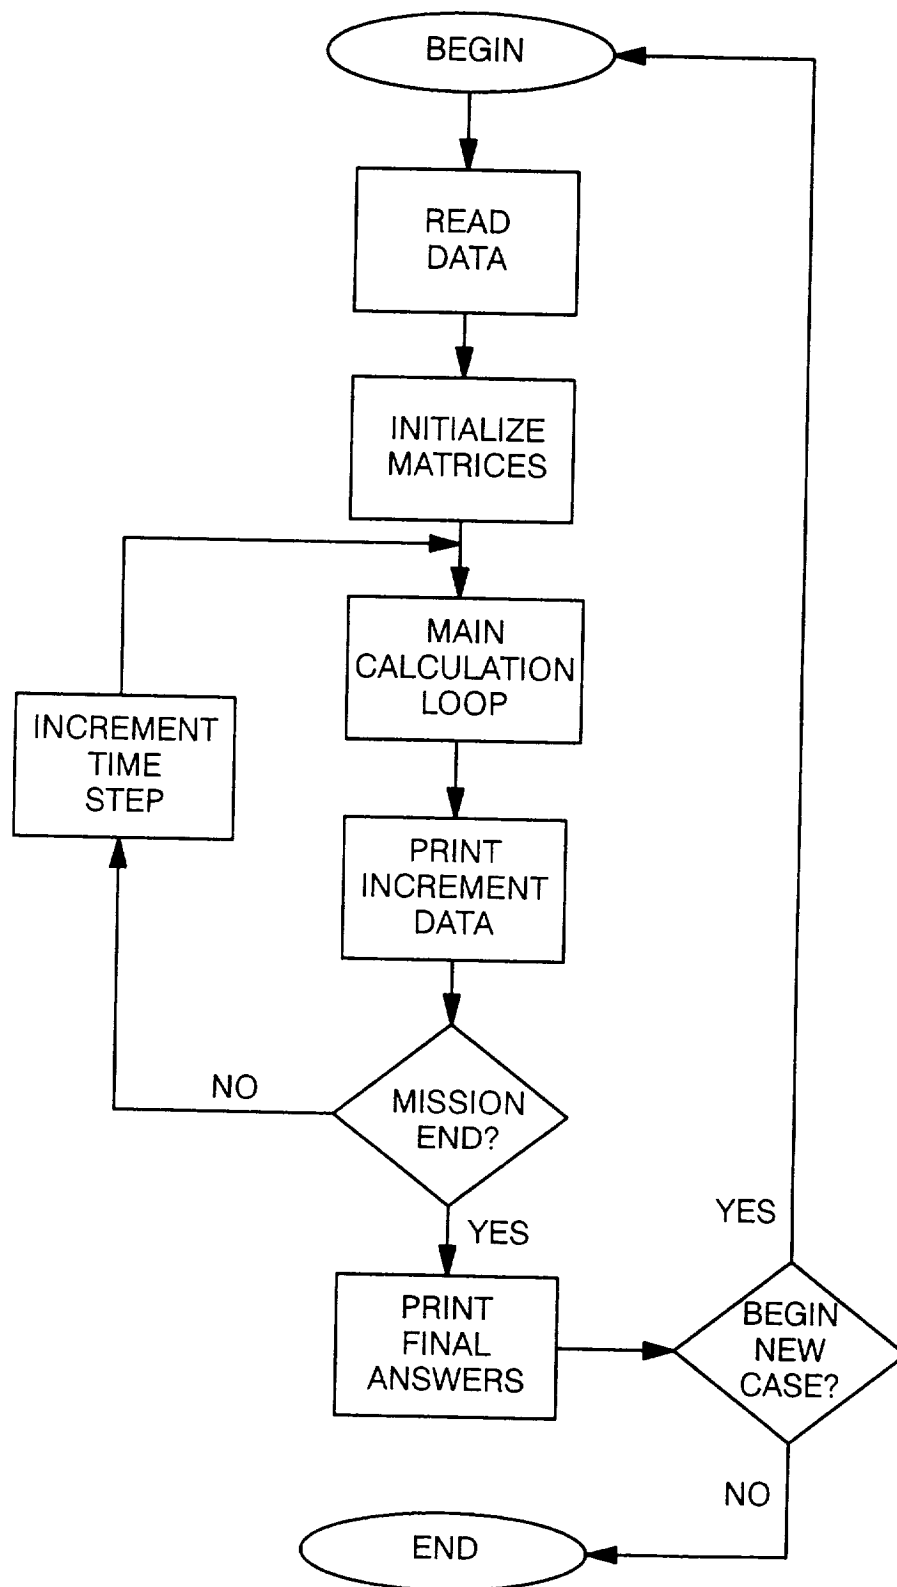 BEGIN
READ
DATA
INITIALIZE
MATRICES
MAIN
CALCULATION
LOOP
INCREMENT
TIME
STEP
PRINT
INCREMENT
DATA
NO
MISSION
END?
YES
YES
PRINT
FINAL
ANSWERS
BEGIN
NEW
CASE?
NO
END